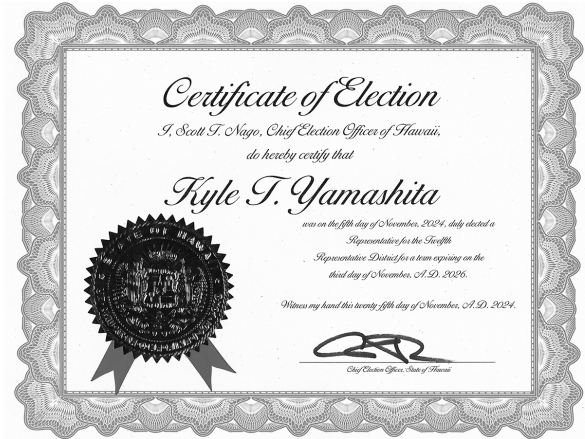 Certificate of Election
I, Scott T. Nago, Chief Election Officer of Hawaii,
do hereby certify that
Kyle T. Yamashita
was on the fifth day of November, 2024, duly elected a
Representative for the Twelfth
Representative District for a term expiring on the
third day of November, A.D. 2026.
Witness my hand this twenty-fifth day of November, A.D. 2024.
Chief Election Officer, State of Hawaii